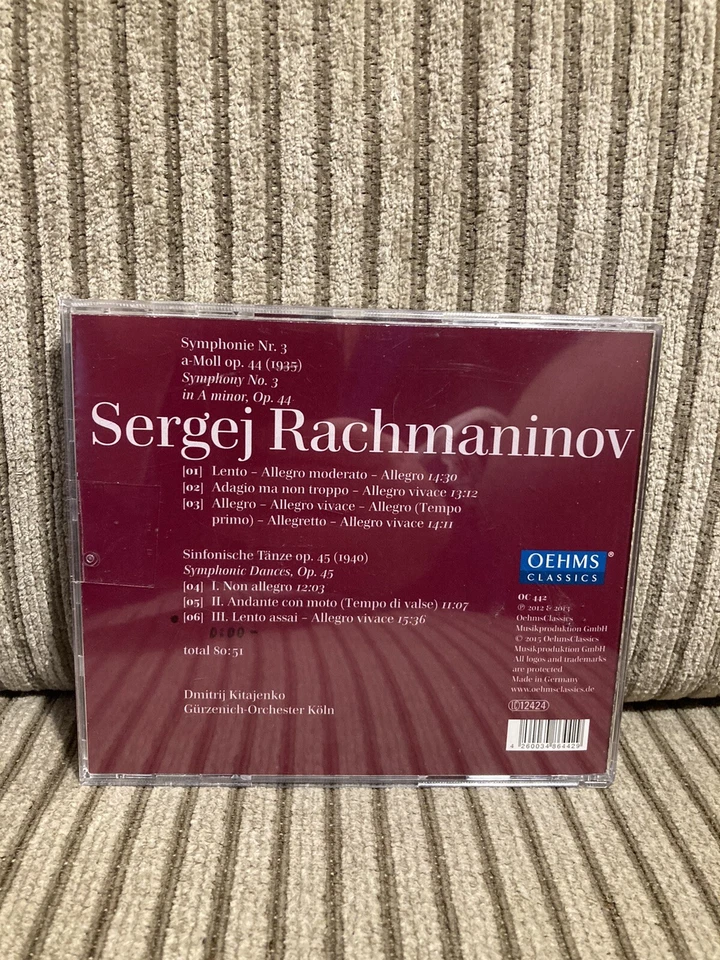 Symphonie Nr. 3
a-Moll op. 44 (1935)
Symphony No. 3
in A minor, Op. 44
Sergej Rachmaninov
[01] Lento – Allegro moderato – Allegro 14:30
[02] Adagio ma non troppo – Allegro vivace 13:12
[03] Allegro – Allegro vivace – Allegro (Tempo
primo) – Allegretto – Allegro vivace 14:11
Sinfonische Tänze op. 45 (1940)
Symphonic Dances, Op. 45
[04] I. Non allegro 12:03
[05] II. Andante con moto (Tempo di valse) 11:07
[06] III. Lento assai – Allegro vivace 15:36
total 80:51
Dmitrij Kitajenko
Gürzenich-Orchester Köln
OEHMS®
CLASSICS
OC 442
℗ 2012 & 2013
OehmsClassics
Musikproduktion GmbH
© 2015 OehmsClassics
Musikproduktion GmbH
All logos and trademarks
are protected
Made in Germany
www.oehmsclassics.de
LC 12424
4 260034 864429